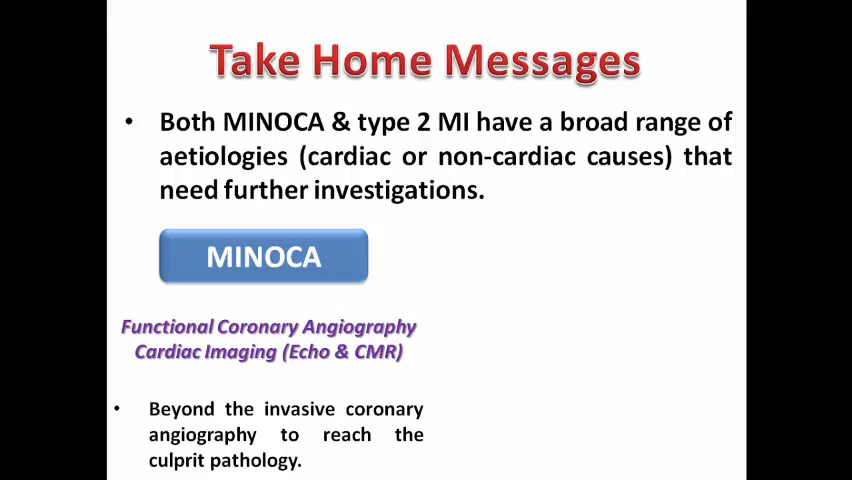 Take Home Messages
• Both MINOCA & type 2 MI have a broad range of
aetiologies (cardiac or non-cardiac causes) that
need further investigations.
MINOCA
Functional Coronary Angiography
Cardiac Imaging (Echo & CMR)
• Beyond the invasive coronary
angiography to reach the
culprit pathology.